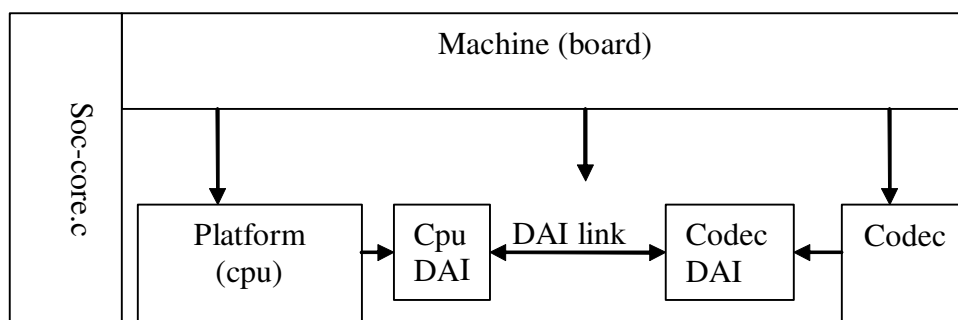 Soc-core.c
Machine (board)
Platform
(cpu)
Cpu
DAI
DAI link
Codec
DAI
Codec